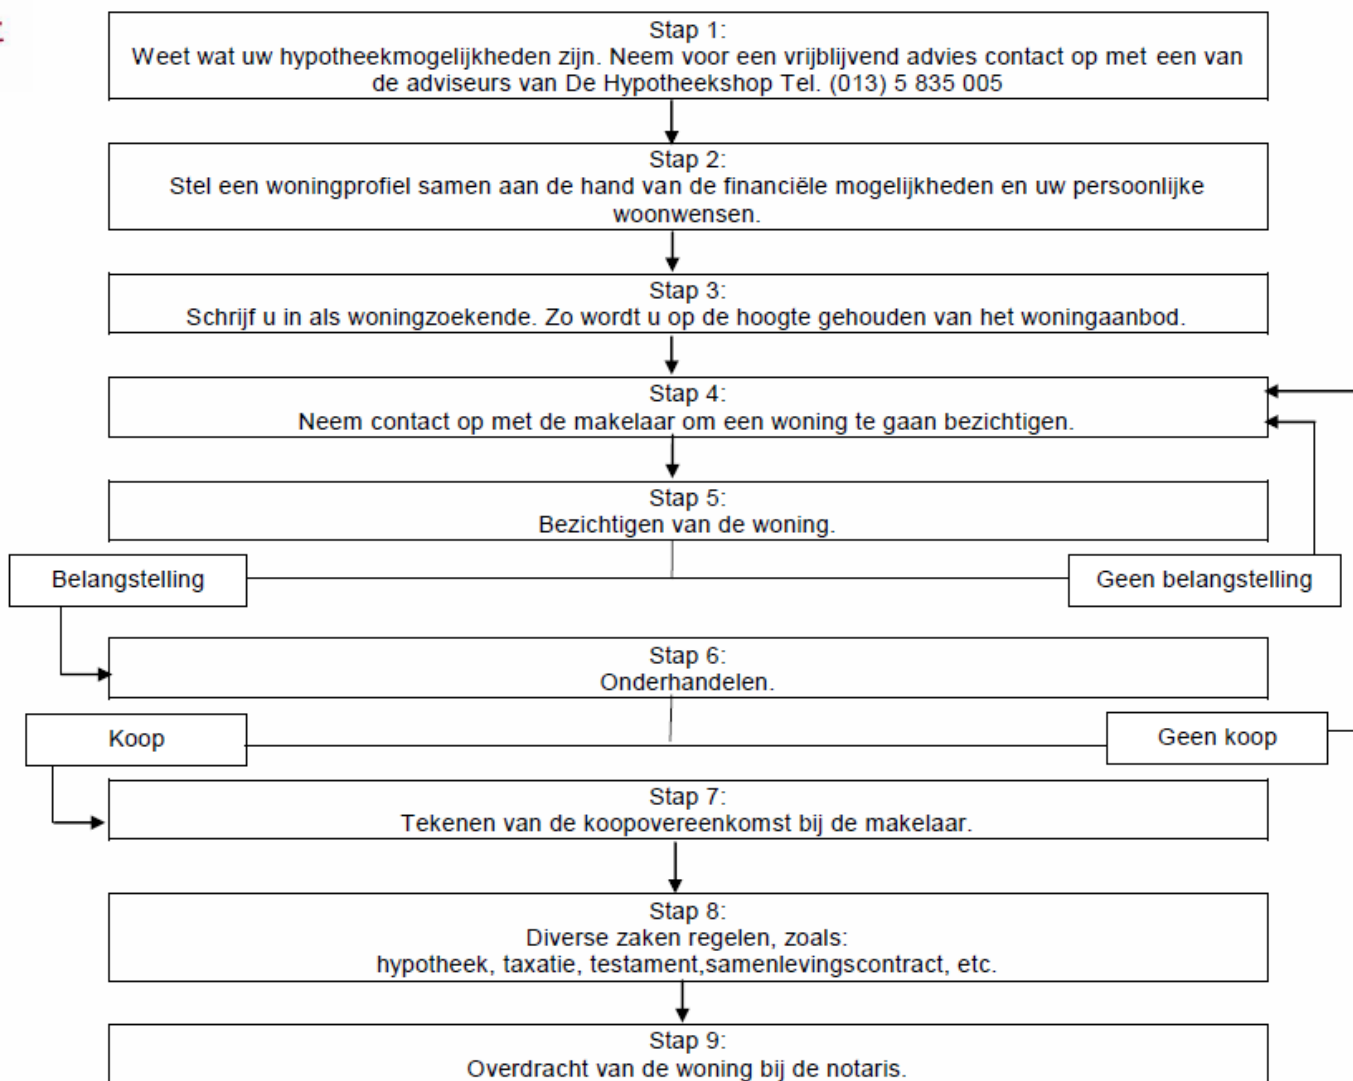 Stap 1:
Weet wat uw hypotheekmogelijkheden zijn. Neem voor een vrijblijvend advies contact op met een van
de adviseurs van De Hypotheekshop Tel. (013) 5 835 005
Stap 2:
Stel een woningprofiel samen aan de hand van de financiële mogelijkheden en uw persoonlijke
woonwensen.
Stap 3:
Schrijf u in als woningzoekende. Zo wordt u op de hoogte gehouden van het woningaanbod.
Stap 4:
Neem contact op met de makelaar om een woning te gaan bezichtigen.
Stap 5:
Bezichtigen van de woning.
Belangstelling
Geen belangstelling
Stap 6:
Onderhandelen.
Koop
Geen koop
Stap 7:
Tekenen van de koopovereenkomst bij de makelaar.
Stap 8:
Diverse zaken regelen, zoals:
hypotheek, taxatie, testament,samenlevingscontract, etc.
Stap 9:
Overdracht van de woning bij de notaris.